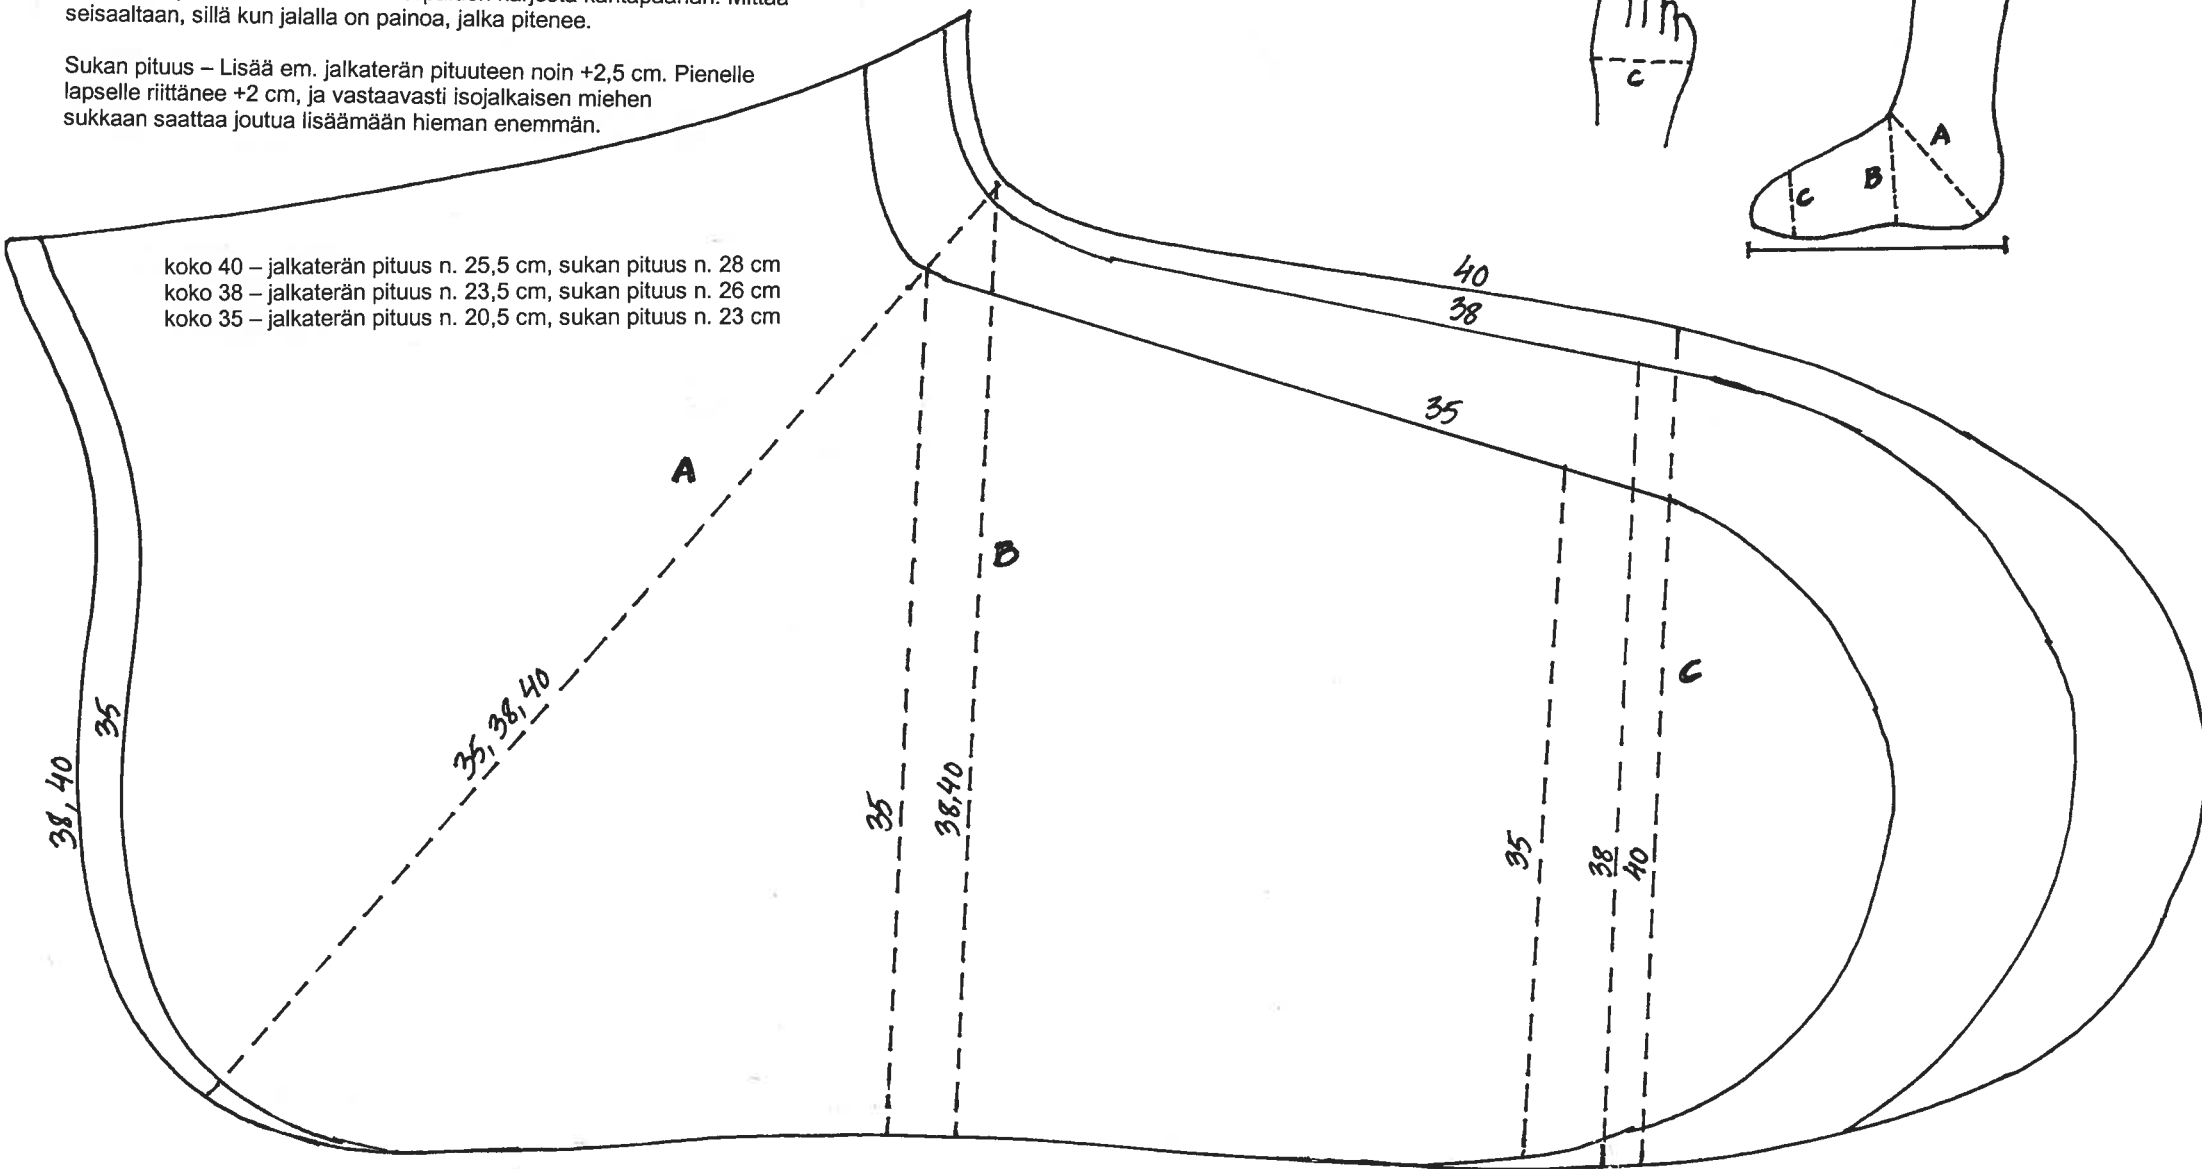 seisaaltaan, sillä kun jalalla on painoa, jalka pitenee.
Sukan pituus – Lisää em. jalkaterän pituuteen noin +2,5 cm. Pienelle
lapselle riittänee +2 cm, ja vastaavasti isojalkaisen miehen
sukkaan saattaa joutua lisäämään hieman enemmän.
koko 40 – jalkaterän pituus n. 25,5 cm, sukan pituus n. 28 cm
koko 38 – jalkaterän pituus n. 23,5 cm, sukan pituus n. 26 cm
koko 35 – jalkaterän pituus n. 20,5 cm, sukan pituus n. 23 cm
C
A
B
C
40
38
35
A
B
C
35, 38, 40
35
38, 40
35
38,40
35
38
40